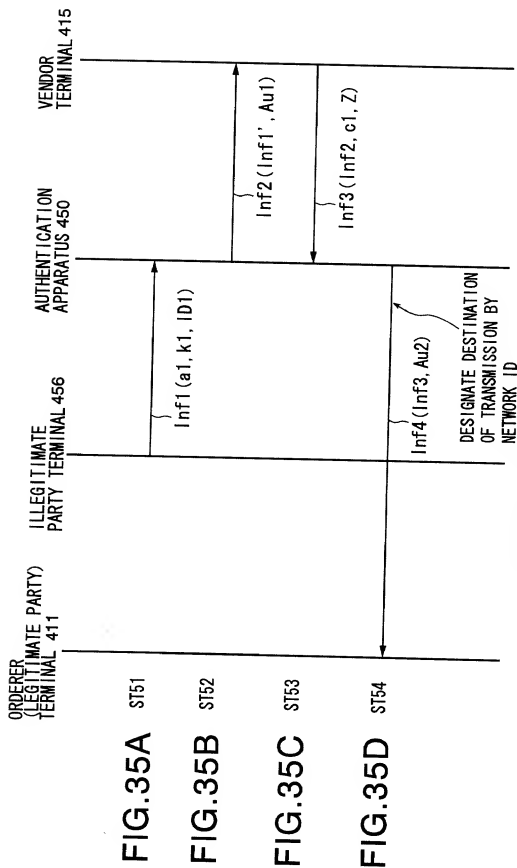 ORDERER
(LEGITIMATE PARTY)
TERMINAL 411
ILLEGITIMATE
PARTY TERMINAL 456
AUTHENTICATION
APPARATUS 450
VENDOR
TERMINAL 415
FIG.35A ST51
Inf1(a1, k1, ID1)
FIG.35B ST52
Inf2(Inf1', Au1)
FIG.35C ST53
Inf3(Inf2, c1, Z)
FIG.35D ST54
Inf4(Inf3, Au2)
DESIGNATE DESTINATION
OF TRANSMISSION BY
NETWORK ID